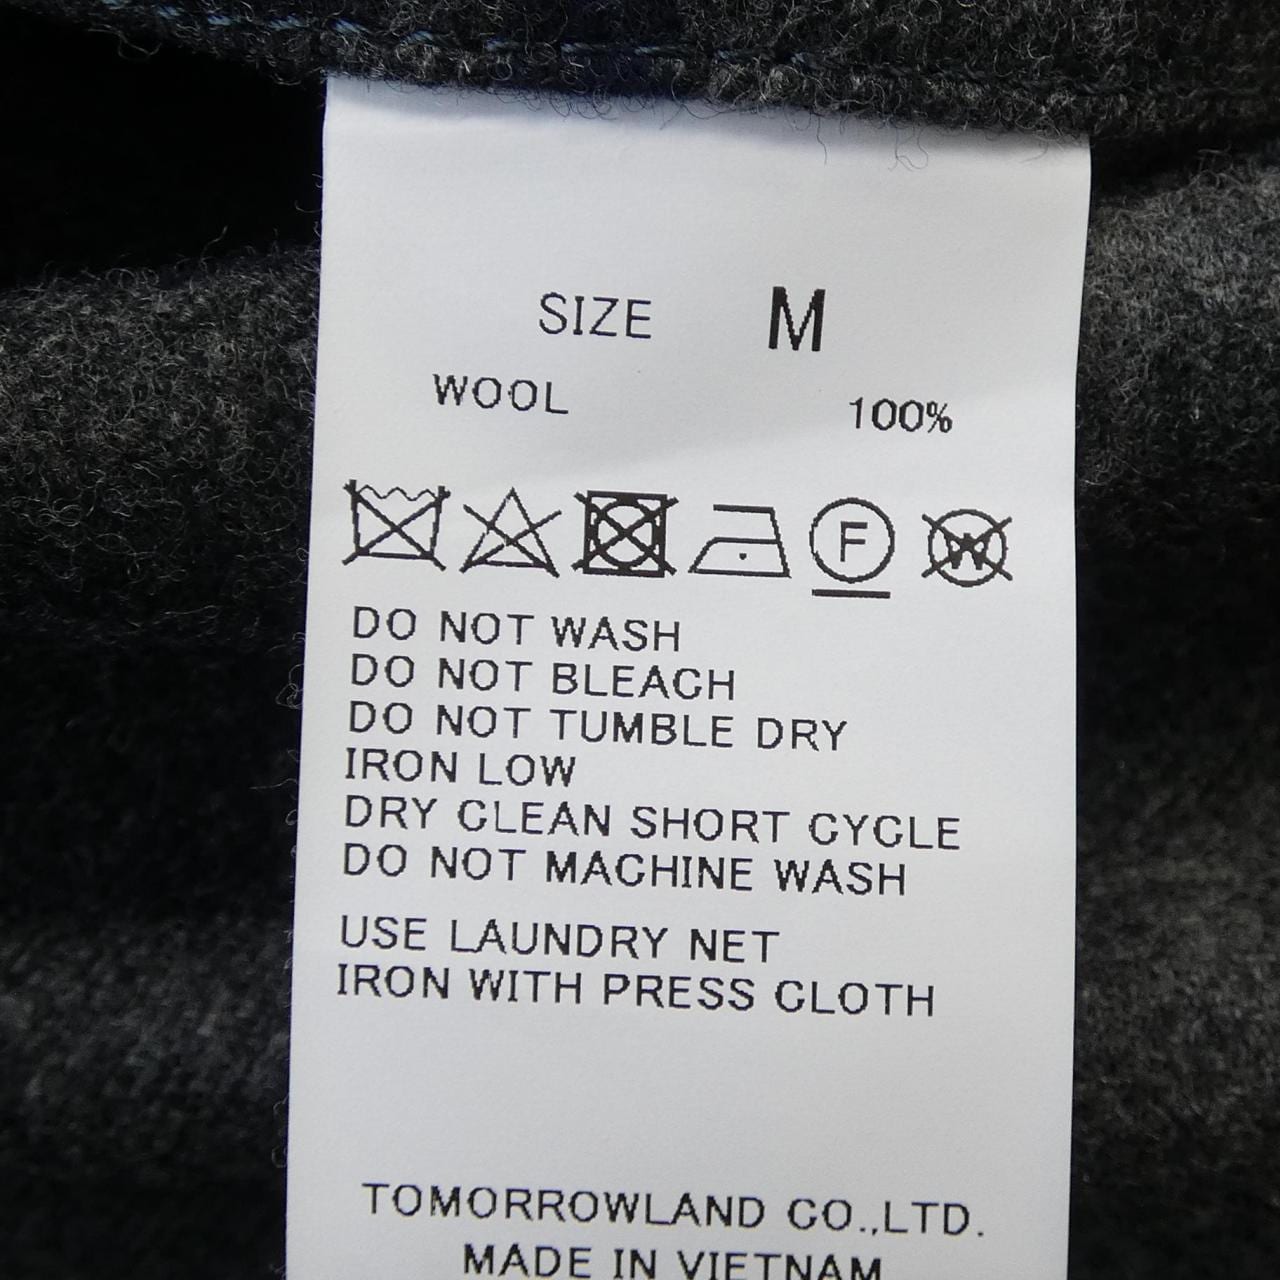 SIZE M
WOOL 100%
F W
DO NOT WASH
DO NOT BLEACH
DO NOT TUMBLE DRY
IRON LOW
DRY CLEAN SHORT CYCLE
DO NOT MACHINE WASH
USE LAUNDRY NET
IRON WITH PRESS CLOTH
TOMORROWLAND CO.,LTD.
MADE IN VIETNAM